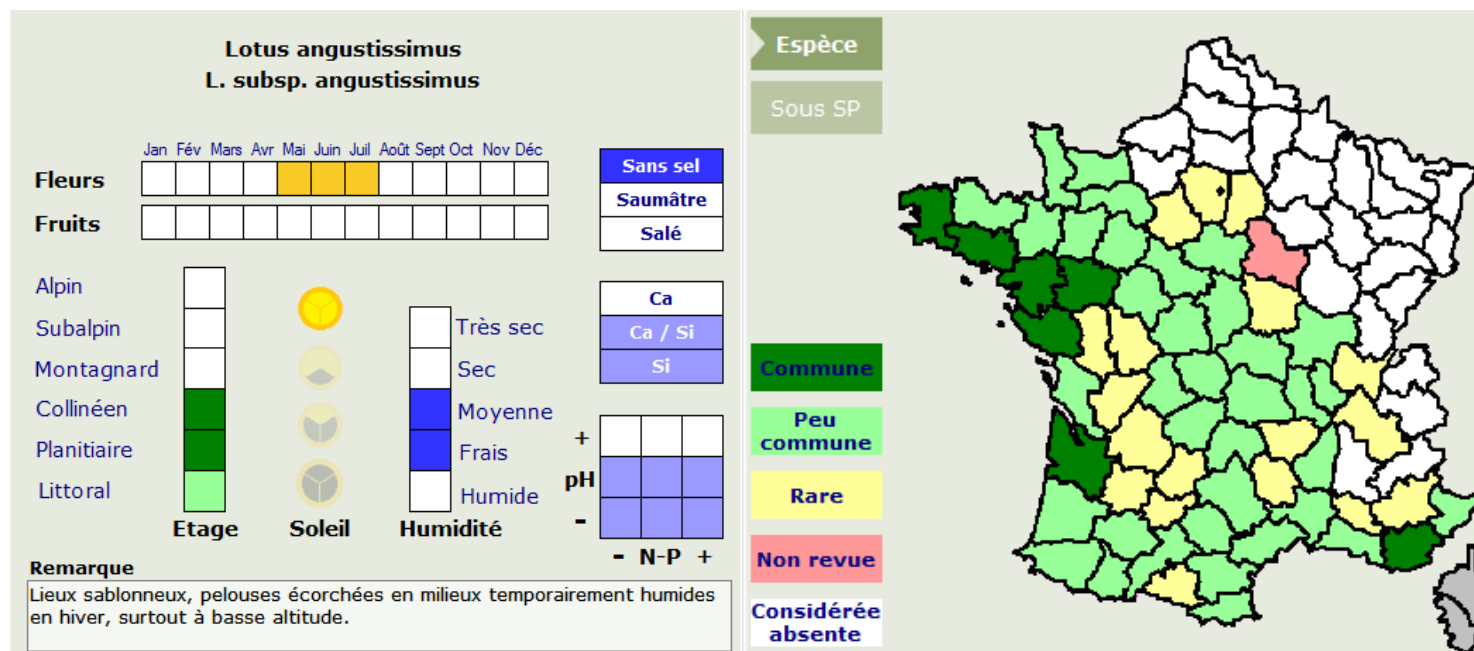 Lotus angustissimus
L. subsp. angustissimus
Jan Fév Mars Avr Mai Juin Juil Août Sept Oct Nov Déc
Fleurs
Fruits
Sans sel
Saumâtre
Salé
Alpin
Subalpin
Montagnard
Collinéen
Planitiaire
Littoral
Etage
Soleil
Très sec
Sec
Moyenne
Frais
Humide
Humidité
Ca
Ca / Si
Si
+
pH
-
- N-P +
Remarque
Lieux sablonneux, pelouses écorchées en milieux temporairement humides
en hiver, surtout à basse altitude.
Espèce
Sous SP
Commune
Peu
commune
Rare
Non revue
Considérée
absente